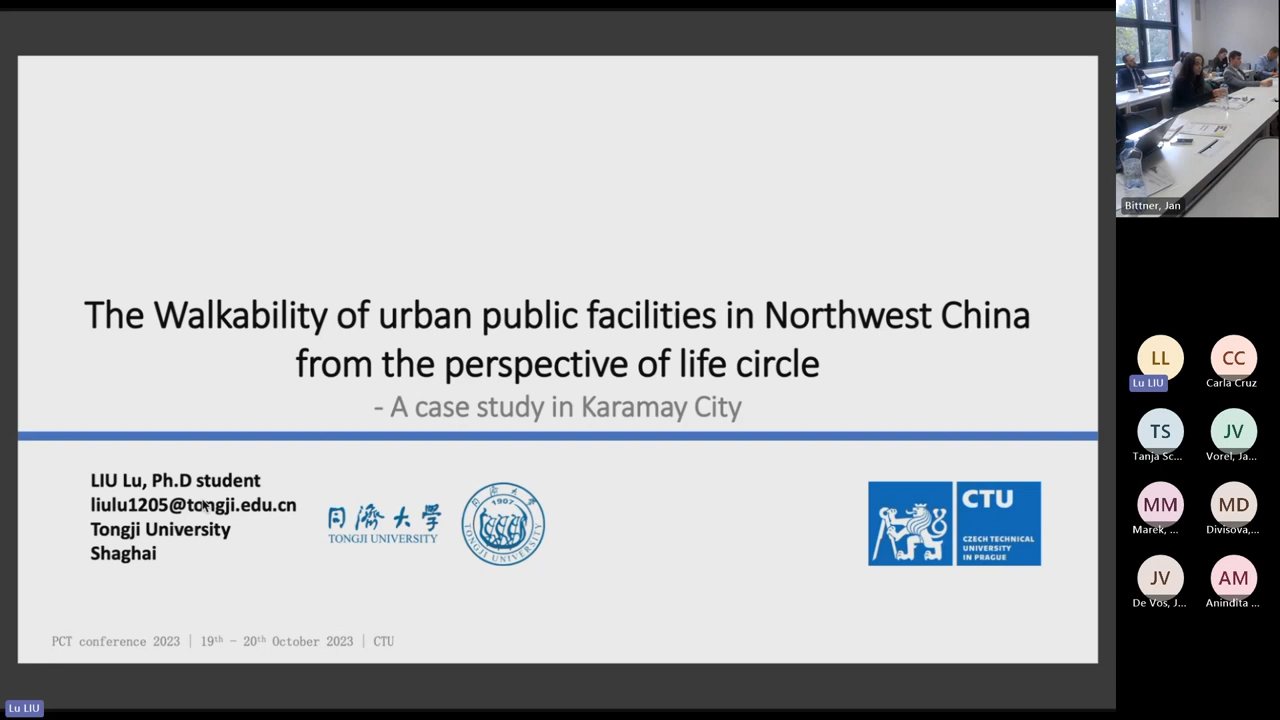 The Walkability of urban public facilities in Northwest China
from the perspective of life circle
- A case study in Karamay City
LIU Lu, Ph.D student
liulu1205@tongji.edu.cn
Tongji University
Shaghai
同濟大學
TONGJI UNIVERSITY
1907
TONGJI UNIVERSITY
CTU
CZECH TECHNICAL
UNIVERSITY
IN PRAGUE
PCT conference 2023 | 19th - 20th October 2023 | CTU
Lu LIU
Bittner, Jan
LL
Lu LIU
CC
Carla Cruz
TS
Tanja Sc...
JV
Vorel, Ja...
MM
Marek, ...
MD
Divisova,...
JV
De Vos, J...
AM
Anindita ...